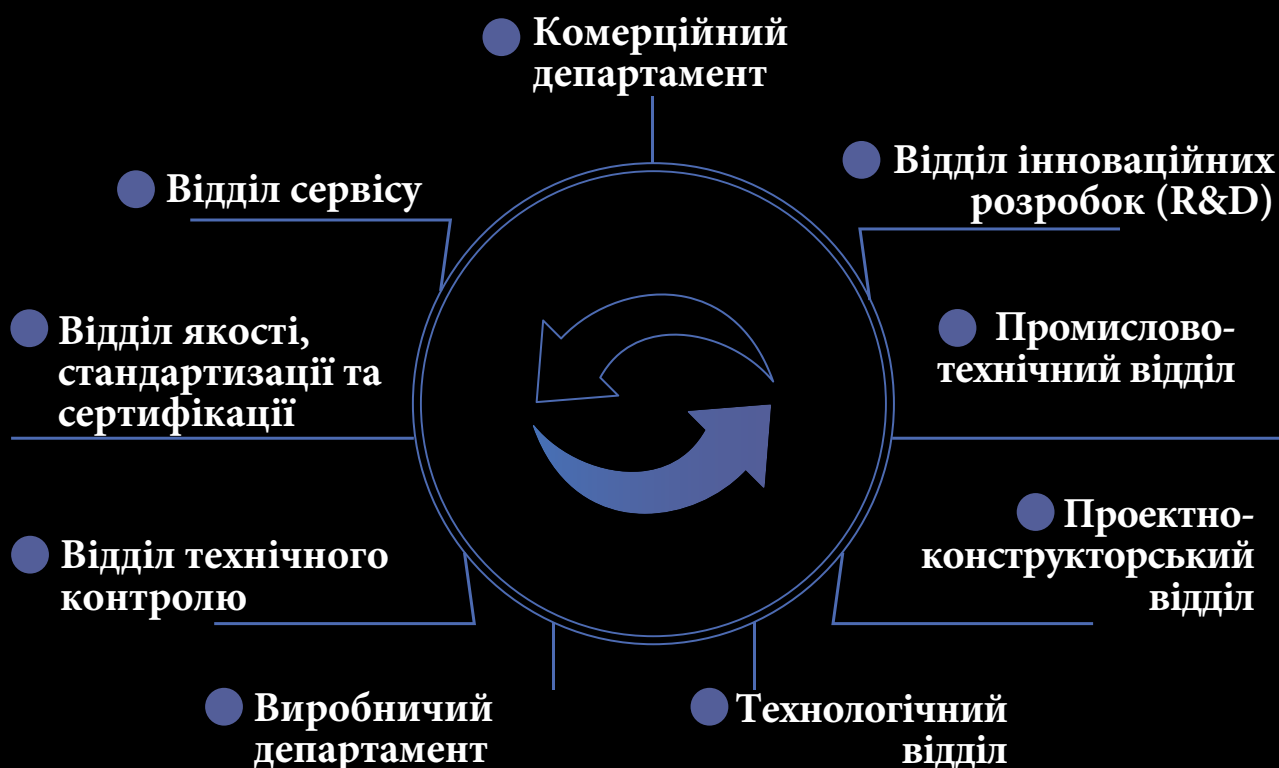 Комерційний
департамент
Відділ інноваційних
розробок (R&D)
Промислово-
технічний відділ
Проектно-
конструкторський
відділ
Технологічний
відділ
Виробничий
департамент
Відділ технічного
контролю
Відділ якості,
стандартизації та
сертифікації
Відділ сервісу